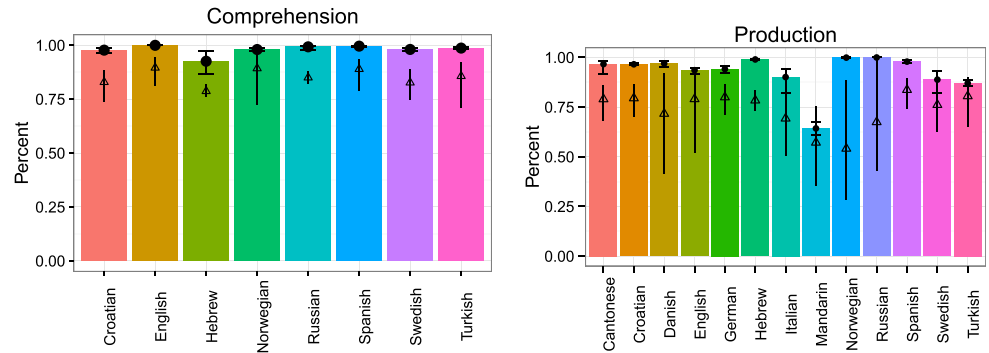 Comprehension
Percent
1.00
0.75
0.50
0.25
0.00
Croatian
English
Hebrew
Norwegian
Russian
Spanish
Swedish
Turkish
Production
Percent
1.00
0.75
0.50
0.25
0.00
Cantonese
Croatian
Danish
English
German
Hebrew
Italian
Mandarin
Norwegian
Russian
Spanish
Swedish
Turkish